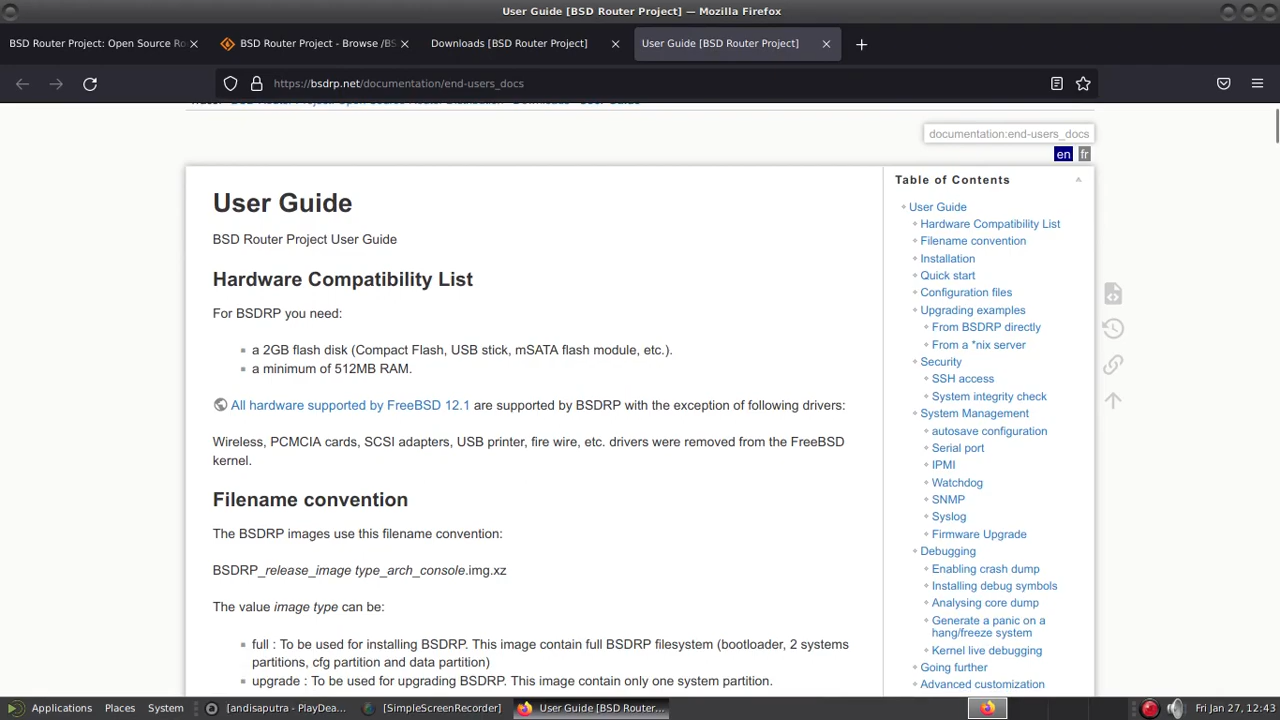 User Guide [BSD Router Project] — Mozilla Firefox
BSD Router Project: Open Source Ro
BSD Router Project - Browse /BS
Downloads [BSD Router Project]
User Guide [BSD Router Project]
https://bsdrp.net/documentation/end-users_docs
documentation:end-users_docs
en fr
User Guide
BSD Router Project User Guide
Hardware Compatibility List
For BSDRP you need:
a 2GB flash disk (Compact Flash, USB stick, mSATA flash module, etc.).
a minimum of 512MB RAM.
All hardware supported by FreeBSD 12.1 are supported by BSDRP with the exception of following drivers:
Wireless, PCMCIA cards, SCSI adapters, USB printer, fire wire, etc. drivers were removed from the FreeBSD
kernel.
Filename convention
The BSDRP images use this filename convention:
BSDRP_release_image type_arch_console.img.xz
The value image type can be:
full : To be used for installing BSDRP. This image contain full BSDRP filesystem (bootloader, 2 systems
partitions, cfg partition and data partition)
upgrade : To be used for upgrading BSDRP. This image contain only one system partition.
Table of Contents
User Guide
Hardware Compatibility List
Filename convention
Installation
Quick start
Configuration files
Upgrading examples
From BSDRP directly
From a *nix server
Security
SSH access
System integrity check
System Management
autosave configuration
Serial port
IPMI
Watchdog
SNMP
Syslog
Firmware Upgrade
Debugging
Enabling crash dump
Installing debug symbols
Analysing core dump
Generate a panic on a
hang/freeze system
Kernel live debugging
Going further
Advanced customization
Applications Places System
[andisaputra - PlayDea...
[SimpleScreenRecorder]
User Guide [BSD Router...
Fri Jan 27, 12:43